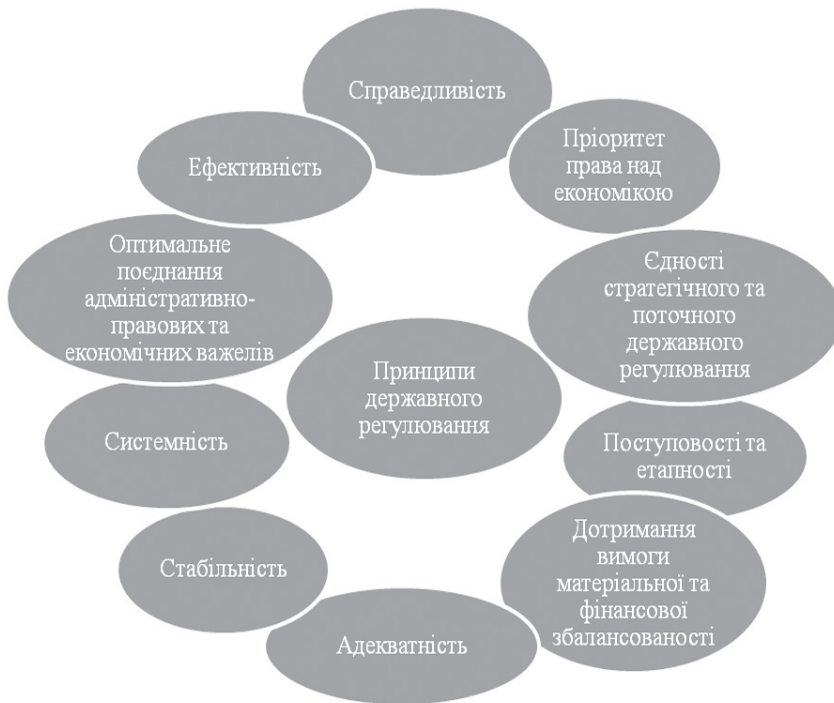 Справедливість
Ефективність
Пріоритет
права над
економікою
Оптимальне
поєднання
адміністративно-
правових та
економічних важелів
Єдності
стратегічного та
поточного
державного
регулювання
Принципи
державного
регулювання
Системність
Поступовості та
етапності
Стабільність
Дотримання
вимоги
матеріальної та
фінансової
збалансованості
Адекватність